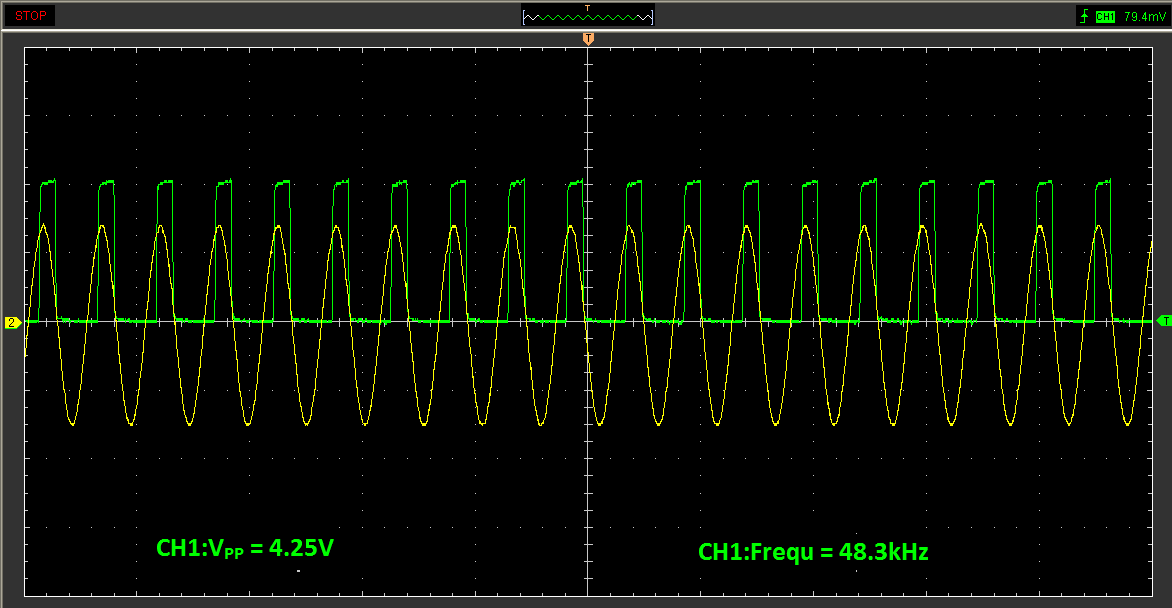 STOP
T
CH1 79.4mV
T
2
T
CH1:VPP = 4.25V
CH1:Frequ = 48.3kHz